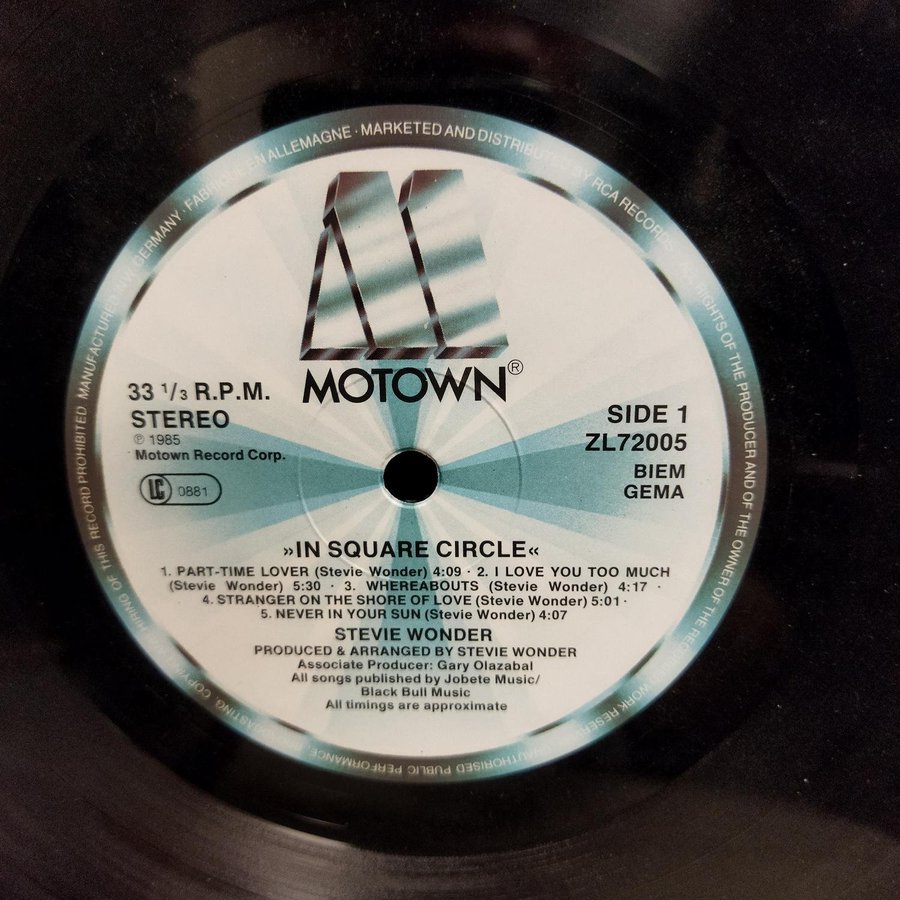 MANUFACTURED IN W. GERMANY · FABRIQUÉ EN ALLEMAGNE · MARKETED AND DISTRIBUTED BY RCA RECORDS · ALL RIGHTS OF THE PRODUCER AND OF THE OWNER OF THE RECORDED WORK RESERVED
UNAUTHORISED PUBLIC PERFORMANCE
HIRING OF THIS RECORD PROHIBITED
MOTOWN®
33 1/3 R.P.M.
STEREO
℗ 1985
Motown Record Corp.
LC 0881
SIDE 1
ZL72005
BIEM
GEMA
»IN SQUARE CIRCLE«
1. PART-TIME LOVER (Stevie Wonder) 4:09 · 2. I LOVE YOU TOO MUCH
(Stevie Wonder) 5:30 · 3. WHEREABOUTS (Stevie Wonder) 4:17 ·
4. STRANGER ON THE SHORE OF LOVE (Stevie Wonder) 5:01 ·
5. NEVER IN YOUR SUN (Stevie Wonder) 4:07
STEVIE WONDER
PRODUCED & ARRANGED BY STEVIE WONDER
Associate Producer: Gary Olazabal
All songs published by Jobete Music/
Black Bull Music
All timings are approximate